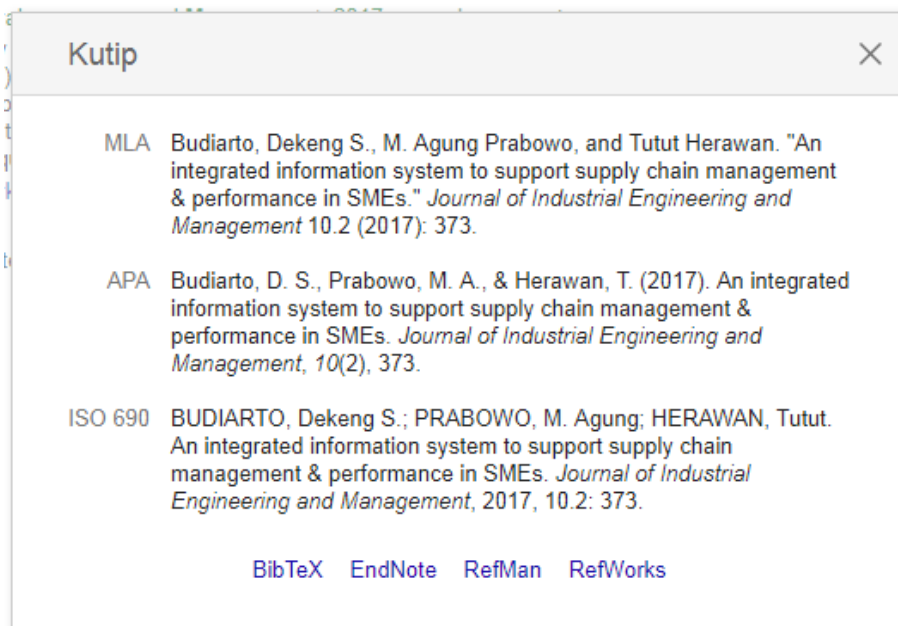 Kutip
MLA Budiarto, Dekeng S., M. Agung Prabowo, and Tutut Herawan. "An
integrated information system to support supply chain management
& performance in SMEs." Journal of Industrial Engineering and
Management 10.2 (2017): 373.
APA Budiarto, D. S., Prabowo, M. A., & Herawan, T. (2017). An integrated
information system to support supply chain management &
performance in SMEs. Journal of Industrial Engineering and
Management, 10(2), 373.
ISO 690 BUDIARTO, Dekeng S.; PRABOWO, M. Agung; HERAWAN, Tutut.
An integrated information system to support supply chain
management & performance in SMEs. Journal of Industrial
Engineering and Management, 2017, 10.2: 373.
BibTeX EndNote RefMan RefWorks